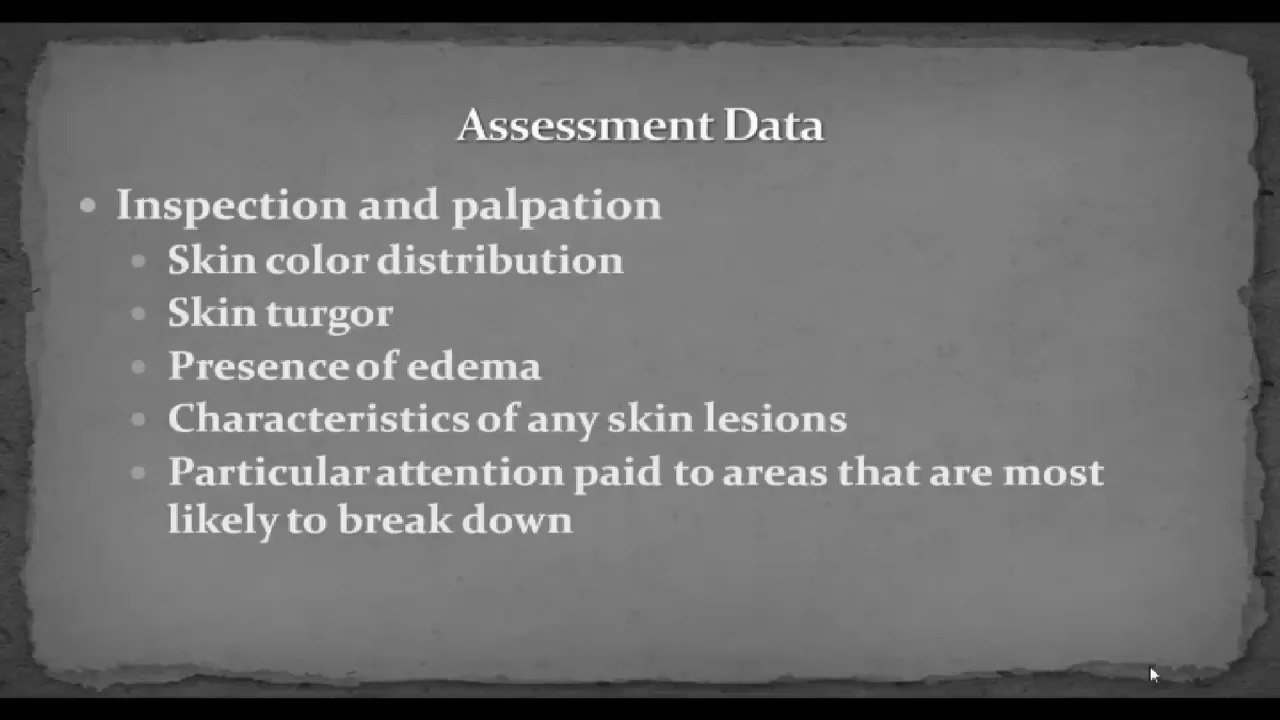 Assessment Data
Inspection and palpation
Skin color distribution
Skin turgor
Presence of edema
Characteristics of any skin lesions
Particular attention paid to areas that are most
likely to break down